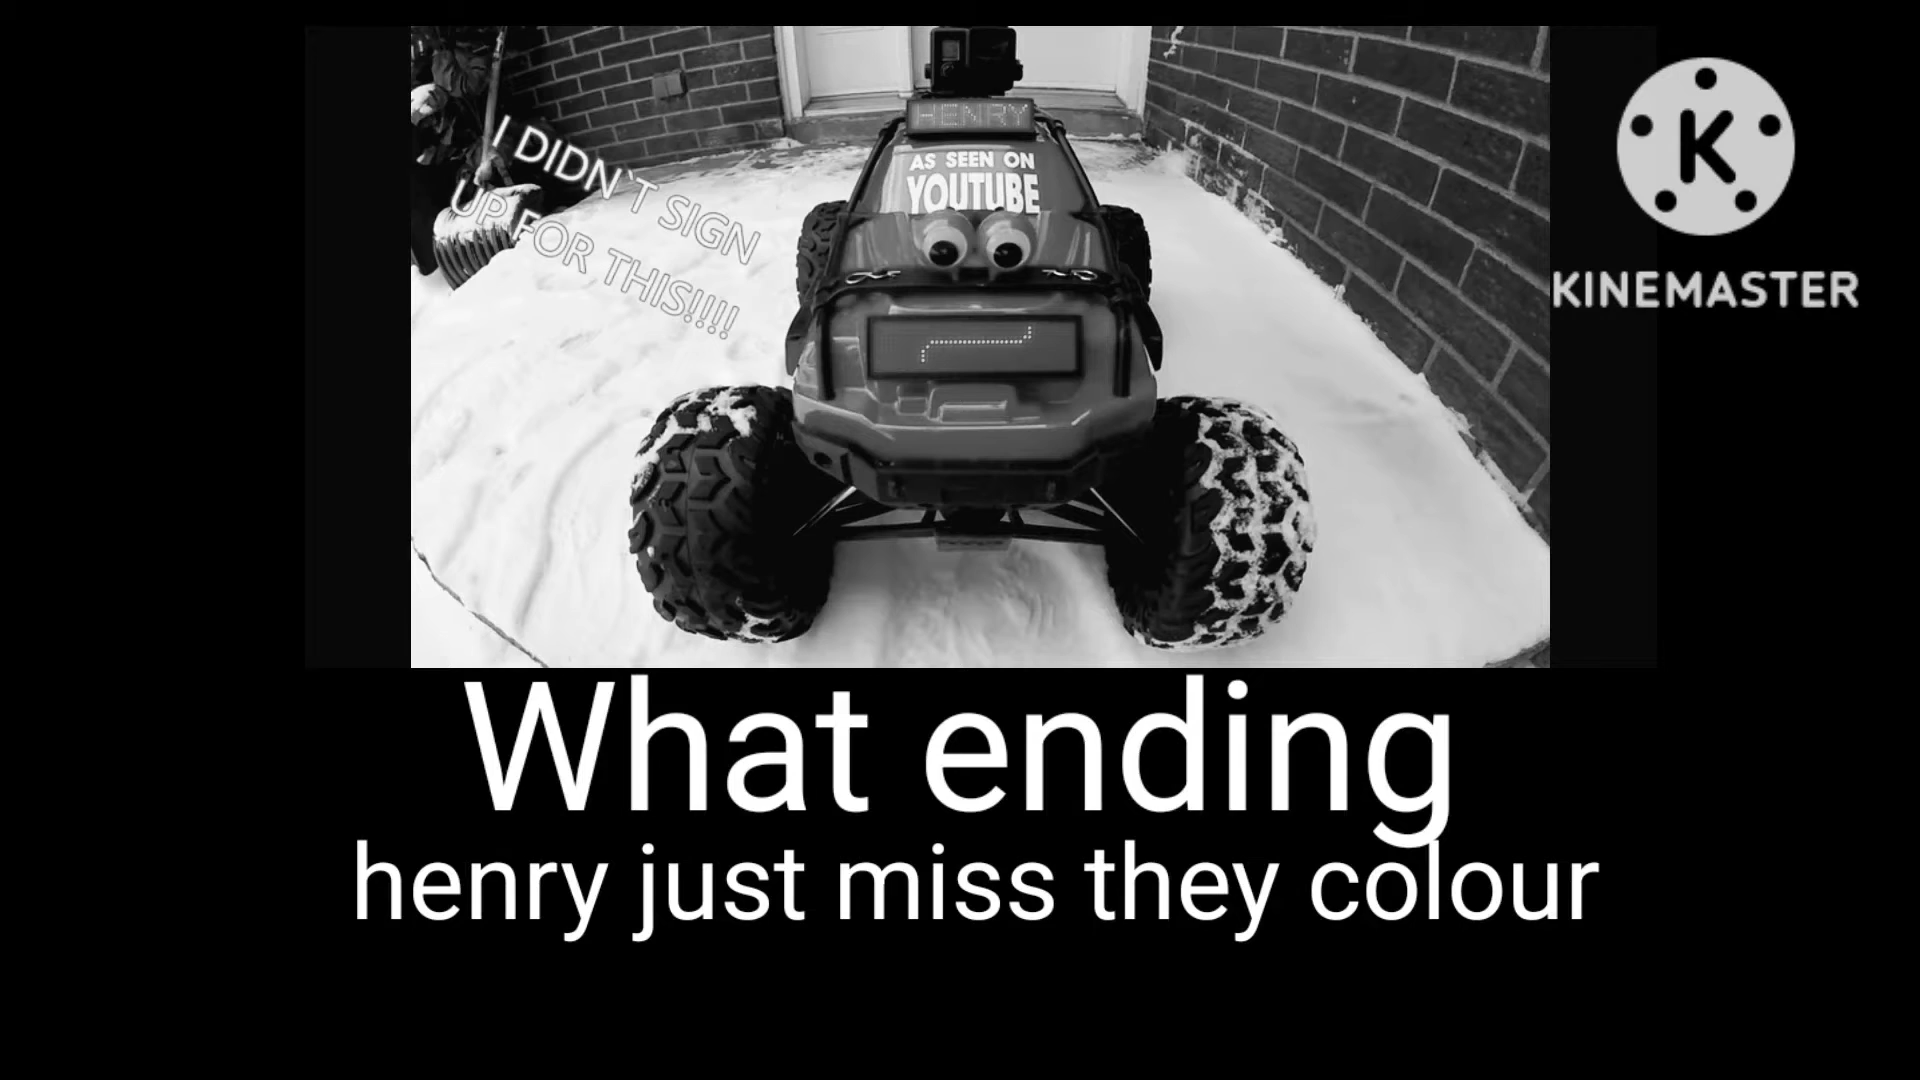 HENRY
AS SEEN ON
YOUTUBE
I DIDN`T SIGN
UP FOR THIS!!!!
K
KINEMASTER
What ending
henry just miss they colour